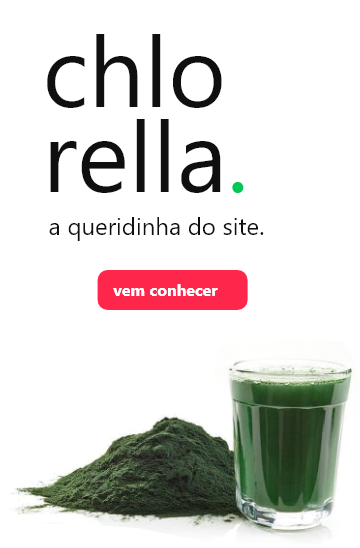 chlo
rella.
a queridinha do site.
vem conhecer